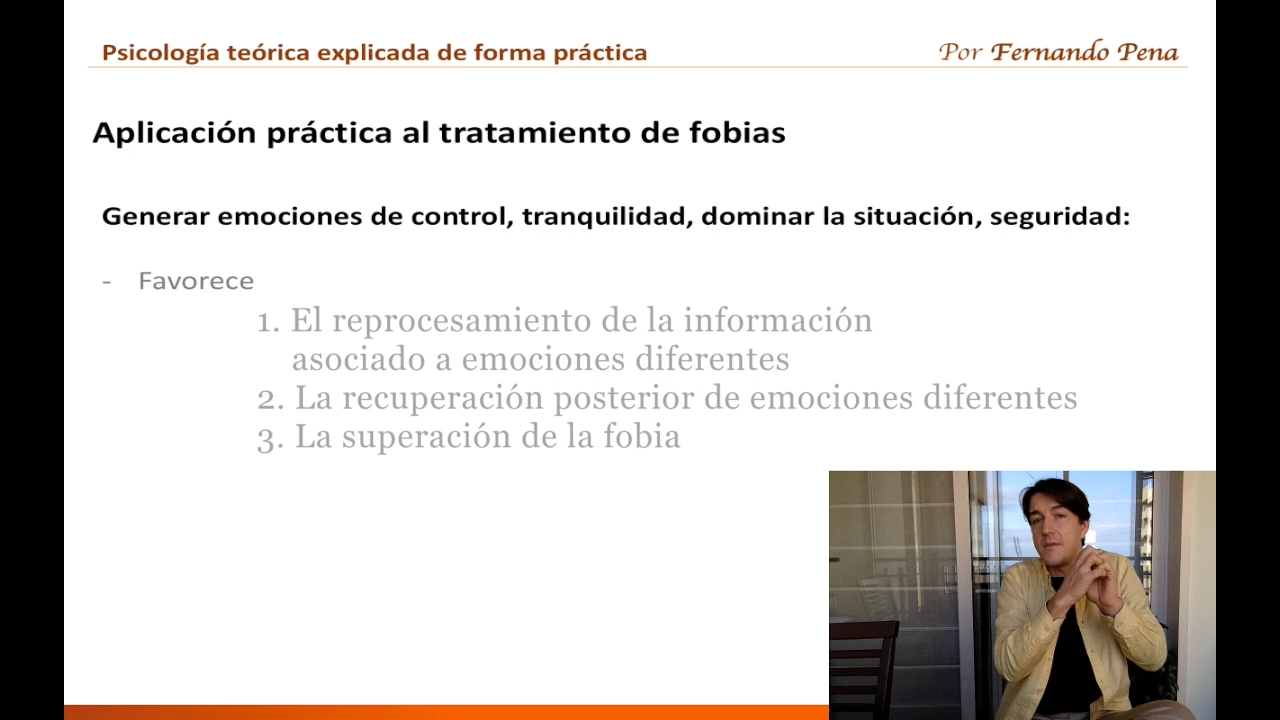 Psicología teórica explicada de forma práctica
Por Fernando Pena
Aplicación práctica al tratamiento de fobias
Generar emociones de control, tranquilidad, dominar la situación, seguridad:
- Favorece
1. El reprocesamiento de la información
asociado a emociones diferentes
2. La recuperación posterior de emociones diferentes
3. La superación de la fobia